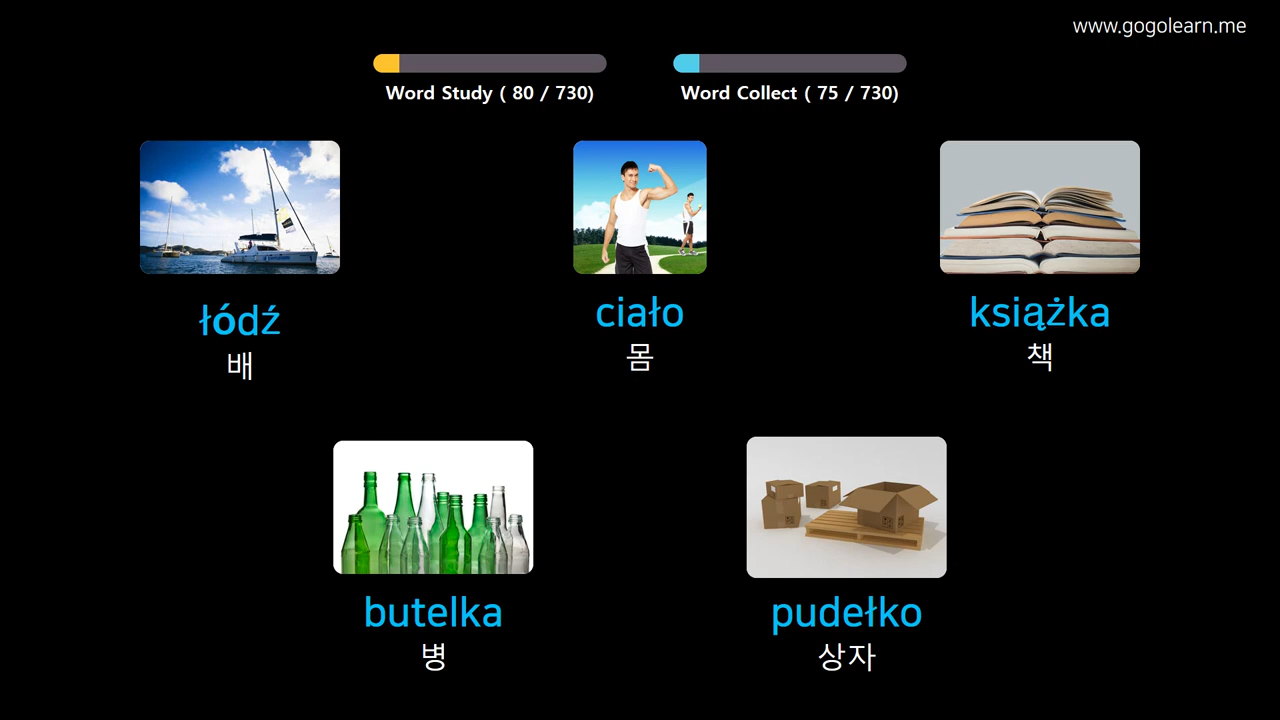 www.gogolearn.me
Word Study ( 80 / 730)
Word Collect ( 75 / 730)
łódź
배
ciało
몸
książka
책
butelka
병
pudełko
상자